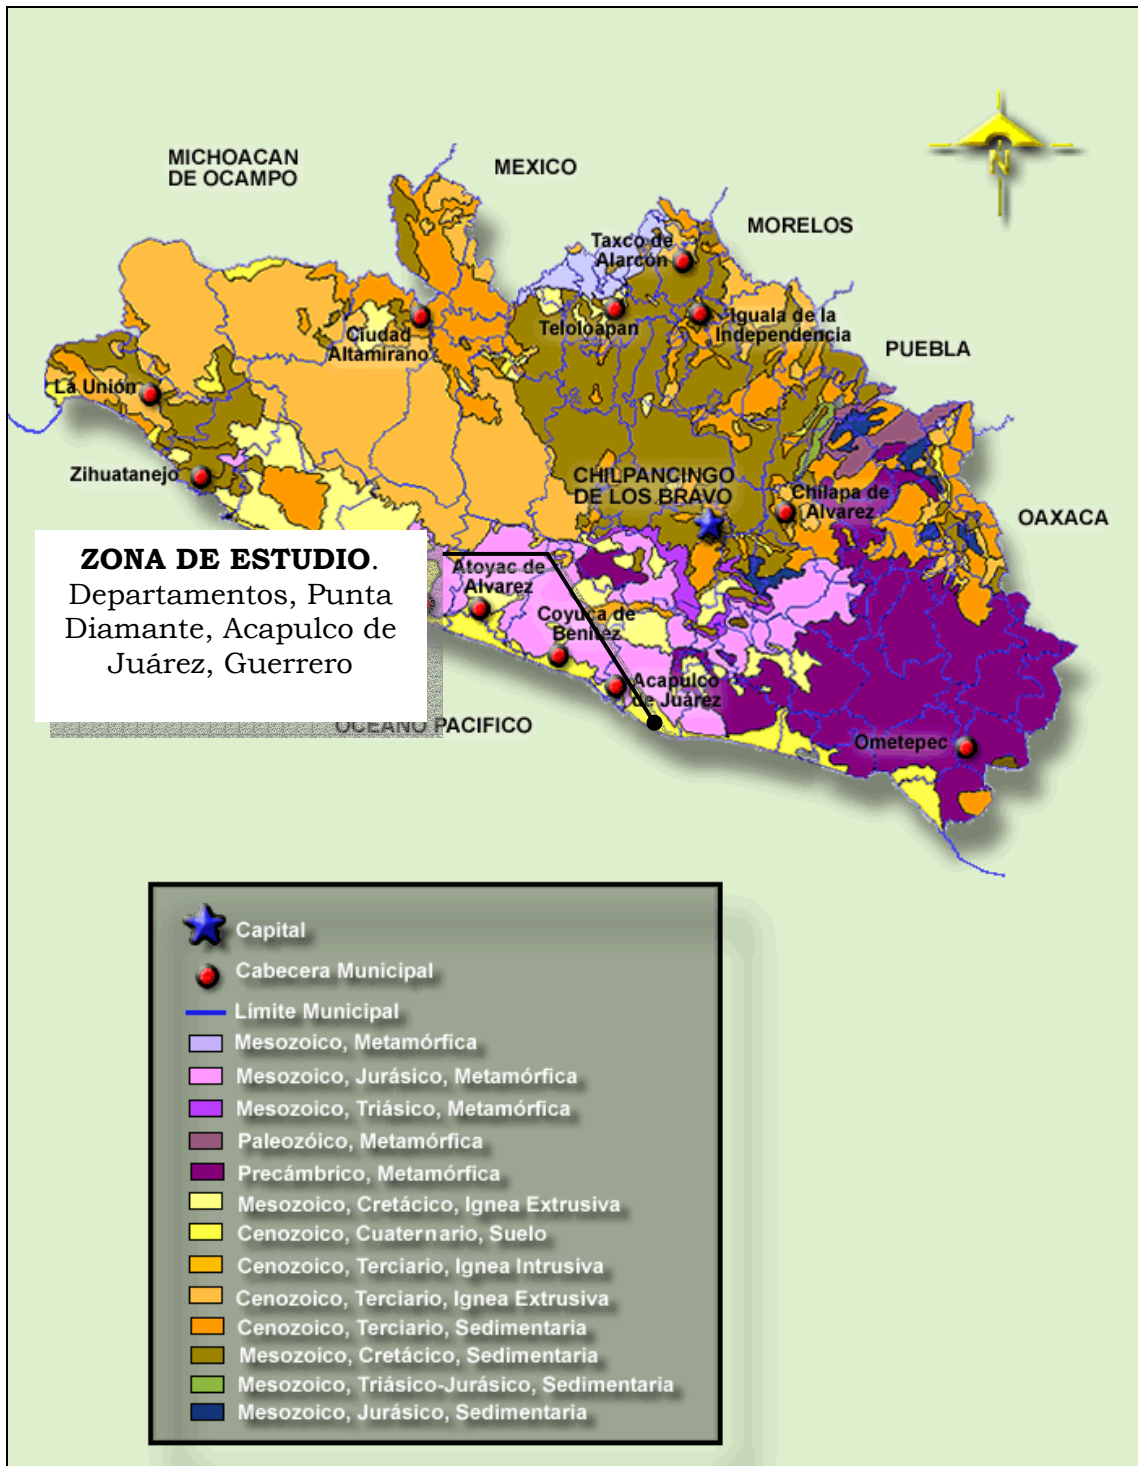 MICHOACAN
DE OCAMPO
MEXICO
N
MORELOS
Taxco de
Alarcón
Teloloapan
Iguala de la
Independencia
PUEBLA
Ciudad
Altamirano
La Unión
Zihuatanejo
CHILPANCINGO
DE LOS BRAVO
Chilapa de
Alvarez
OAXACA
ZONA DE ESTUDIO.
Departamentos, Punta
Diamante, Acapulco de
Juárez, Guerrero
Atoyac de
Alvarez
Coyuca de
Benítez
Acapulco
de Juárez
OCEANO PACIFICO
Ometepec
Capital
Cabecera Municipal
Límite Municipal
Mesozoico, Metamórfica
Mesozoico, Jurásico, Metamórfica
Mesozoico, Triásico, Metamórfica
Paleozóico, Metamórfica
Precámbrico, Metamórfica
Mesozoico, Cretácico, Ignea Extrusiva
Cenozoico, Cuaternario, Suelo
Cenozoico, Terciario, Ignea Intrusiva
Cenozoico, Terciario, Ignea Extrusiva
Cenozoico, Terciario, Sedimentaria
Mesozoico, Cretácico, Sedimentaria
Mesozoico, Triásico-Jurásico, Sedimentaria
Mesozoico, Jurásico, Sedimentaria